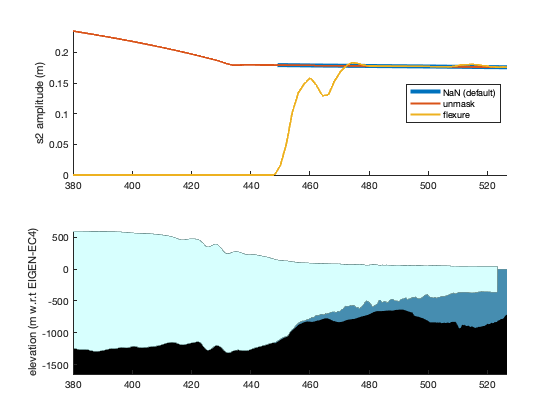 s2 amplitude (m)
0.2
0.15
0.1
0.05
0
380 400 420 440 460 480 500 520
NaN (default)
unmask
flexure
elevation (m w.r.t EIGEN-EC4)
500
0
-500
-1000
-1500
380 400 420 440 460 480 500 520